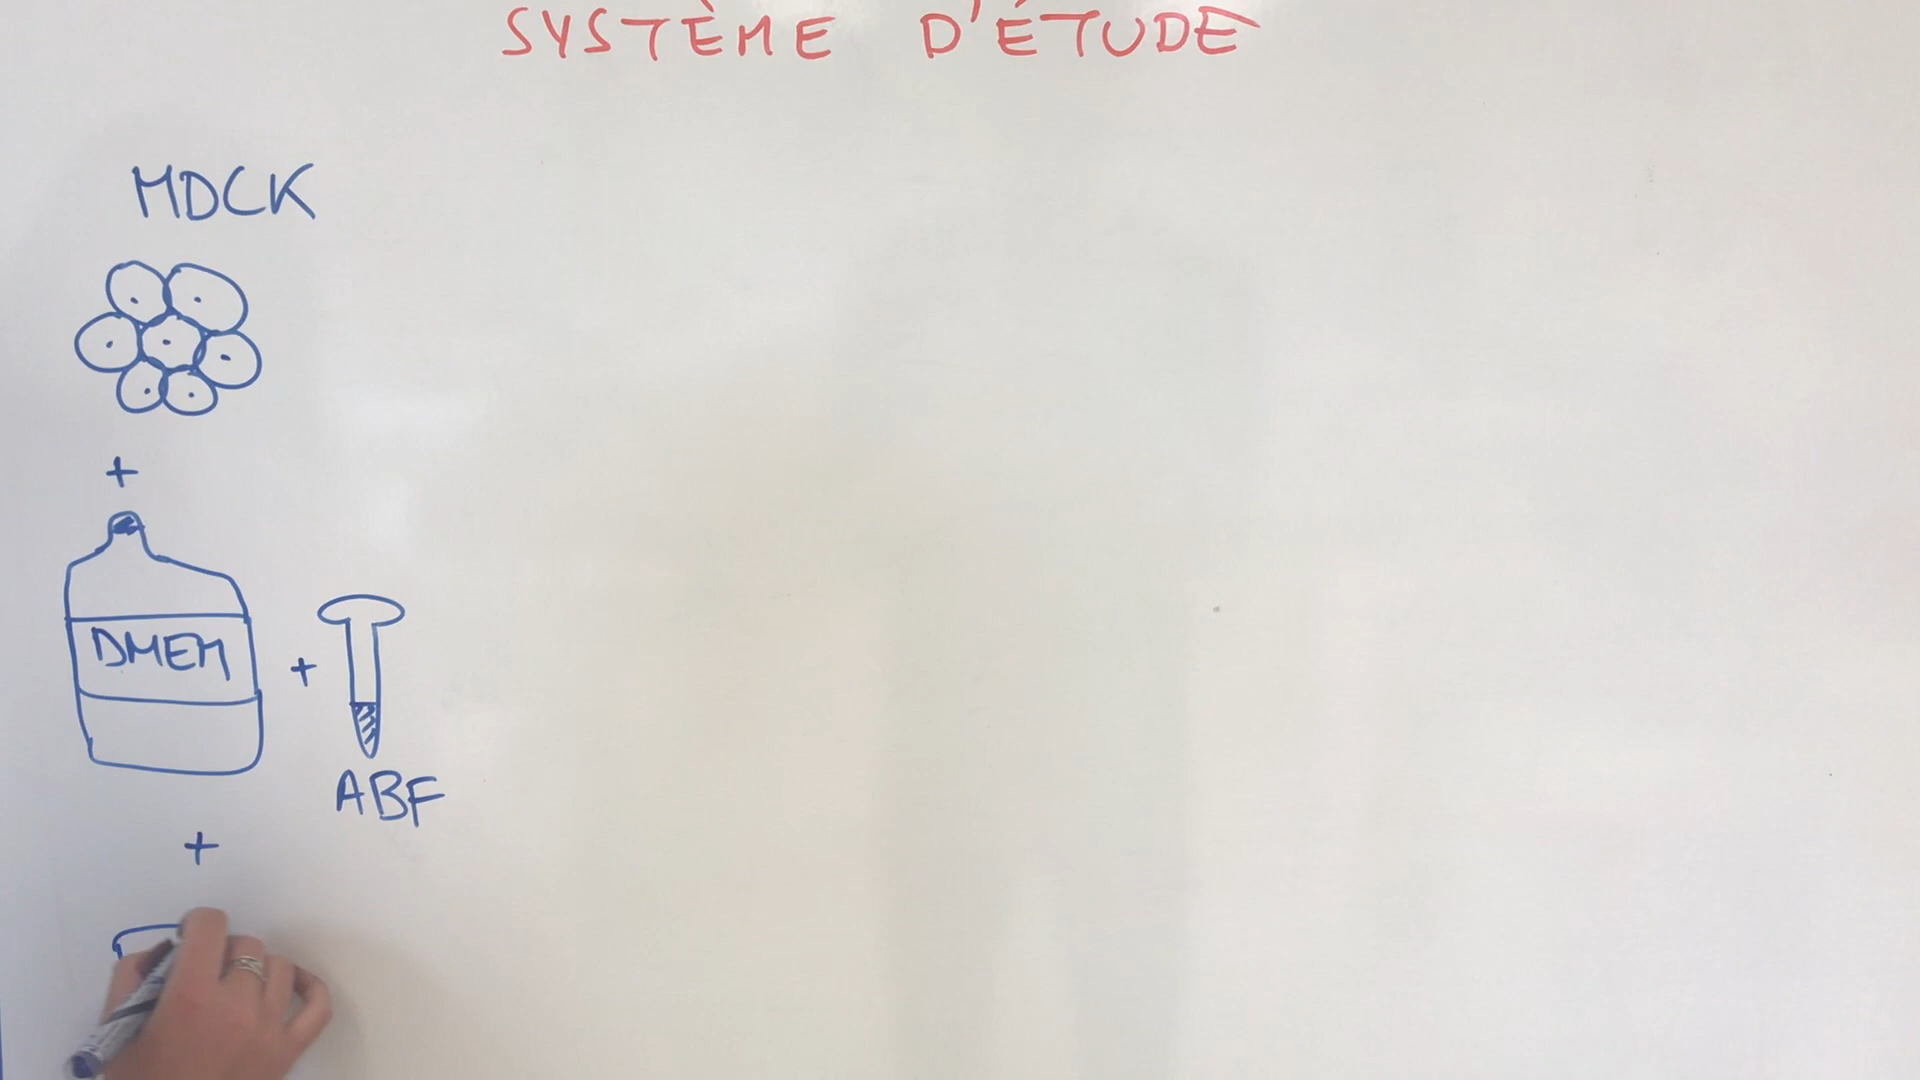 SYSTÈME D'ÉTUDE
MDCK
+
DMEM
+
ABF
+